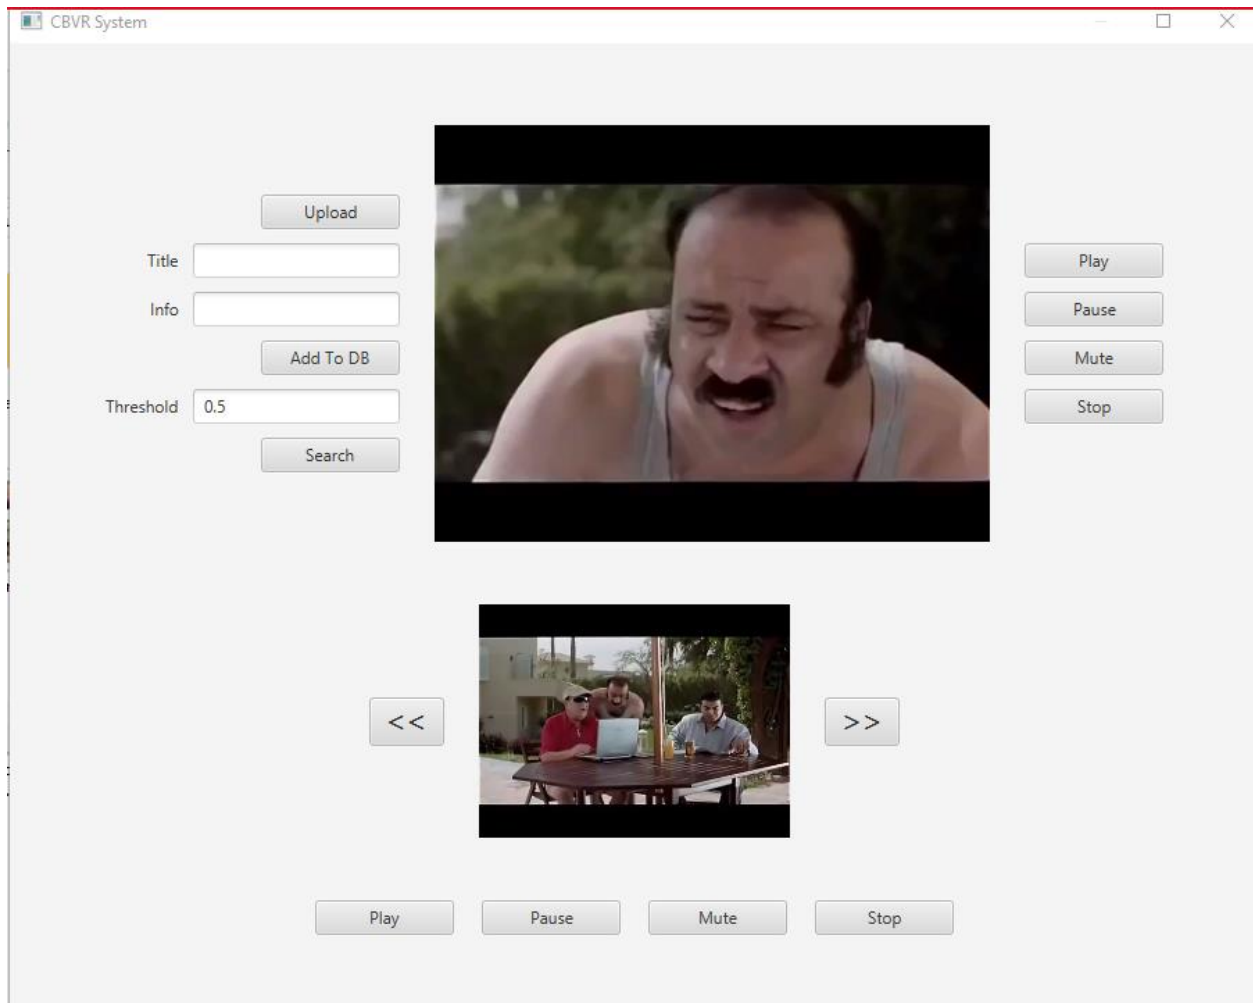 CBVR System
Upload
Title
Info
Add To DB
Threshold 0.5
Search
Play
Pause
Mute
Stop
<<
>>
Play Pause Mute Stop